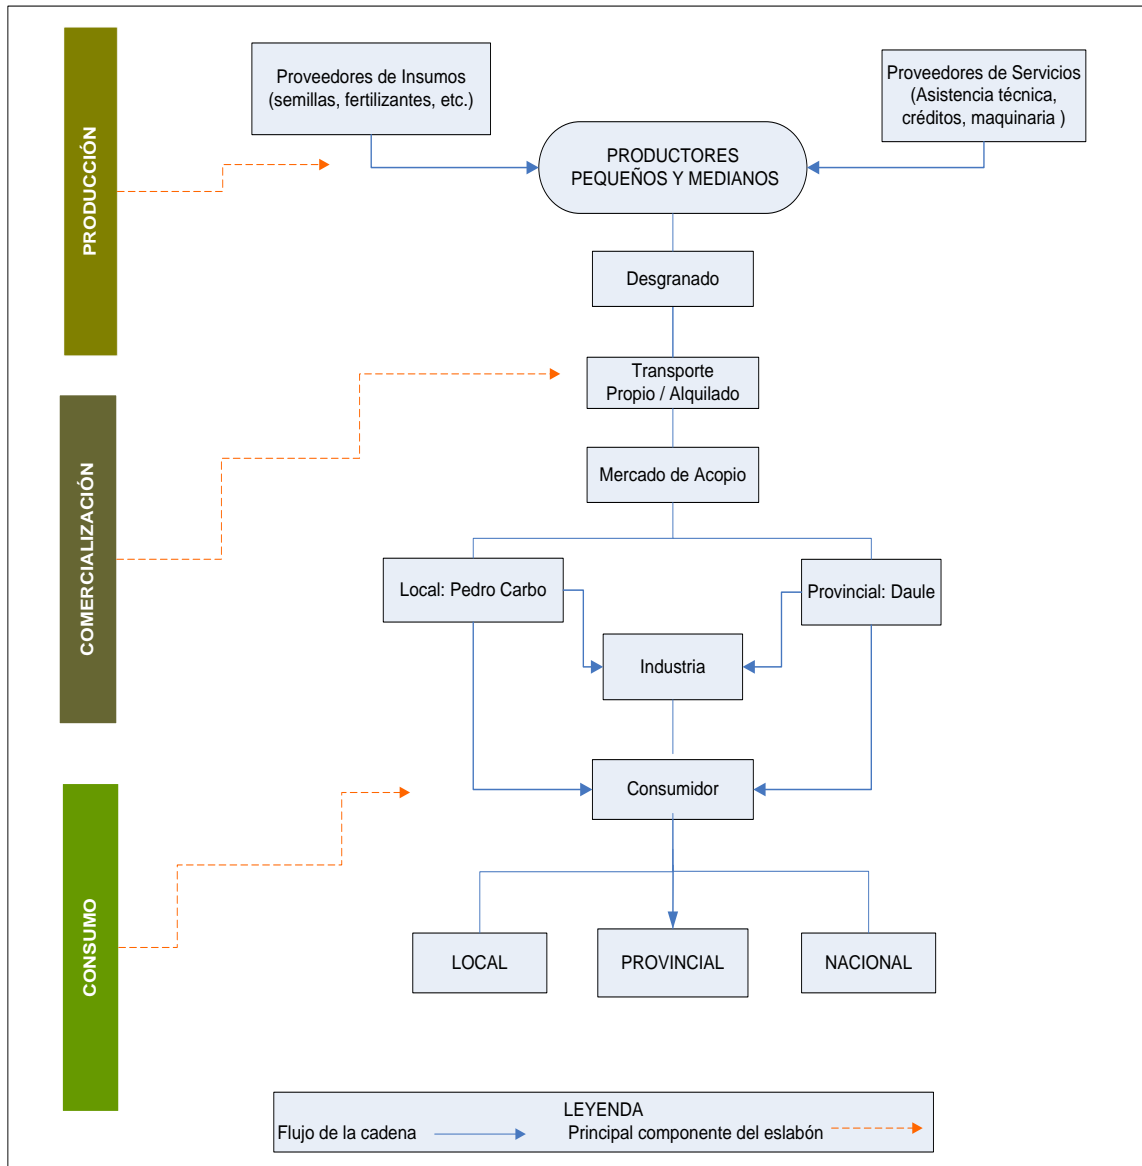 PRODUCCIÓN
Proveedores de Insumos
(semillas, fertilizantes, etc.)
Proveedores de Servicios
(Asistencia técnica,
créditos, maquinaria )
PRODUCTORES
PEQUEÑOS Y MEDIANOS
Desgranado
COMERCIALIZACIÓN
Transporte
Propio / Alquilado
Mercado de Acopio
Local: Pedro Carbo
Provincial: Daule
Industria
CONSUMO
Consumidor
LOCAL
PROVINCIAL
NACIONAL
LEYENDA
Flujo de la cadena
Principal componente del eslabón